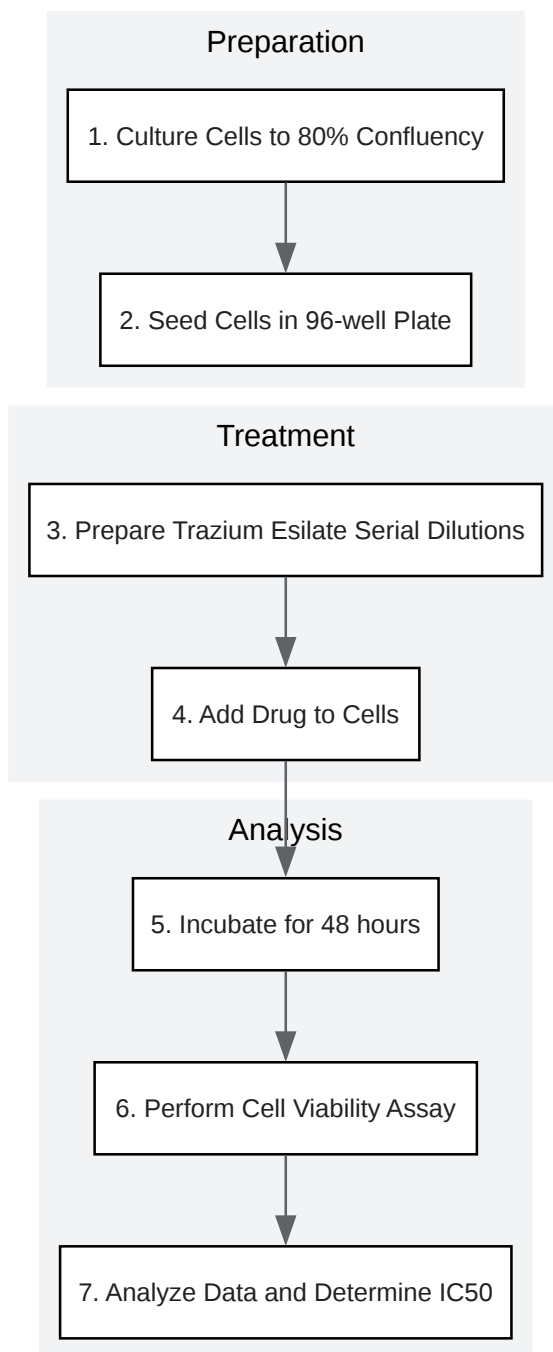 Preparation
1. Culture Cells to 80% Confluency
2. Seed Cells in 96-well Plate
Treatment
3. Prepare Trazium Esilate Serial Dilutions
4. Add Drug to Cells
Analysis
5. Incubate for 48 hours
6. Perform Cell Viability Assay
7. Analyze Data and Determine IC50